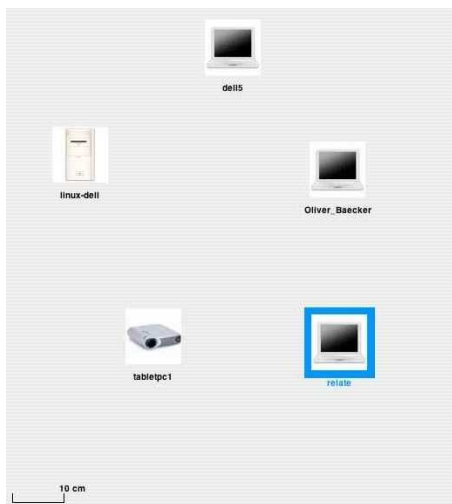 dell5
linux-dell
Oliver_Baecker
tabletpc1
relate
10 cm